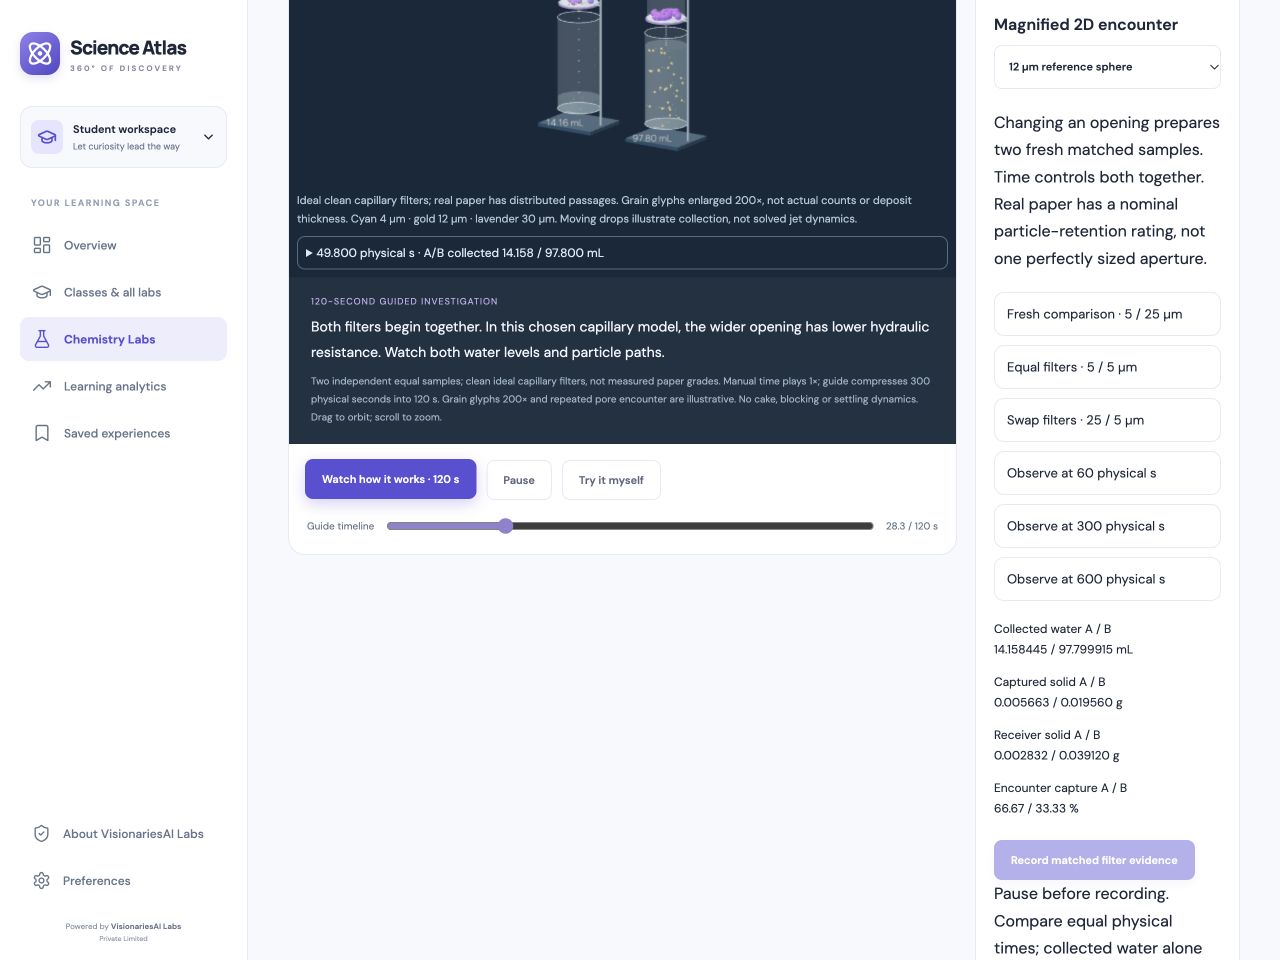 Science Atlas
360° OF DISCOVERY
Student workspace
Let curiosity lead the way
YOUR LEARNING SPACE
Overview
Classes & all labs
Chemistry Labs
Learning analytics
Saved experiences
About VisionariesAI Labs
Preferences
Powered by VisionariesAI Labs
Private Limited
14.16 mL
97.80 mL
Ideal clean capillary filters; real paper has distributed passages. Grain glyphs enlarged 200×, not actual counts or deposit
thickness. Cyan 4 µm · gold 12 µm · lavender 30 µm. Moving drops illustrate collection, not solved jet dynamics.
49.800 physical s · A/B collected 14.158 / 97.800 mL
120-SECOND GUIDED INVESTIGATION
Both filters begin together. In this chosen capillary model, the wider opening has lower hydraulic
resistance. Watch both water levels and particle paths.
Two independent equal samples; clean ideal capillary filters, not measured paper grades. Manual time plays 1×; guide compresses 300
physical seconds into 120 s. Grain glyphs 200× and repeated pore encounter are illustrative. No cake, blocking or settling dynamics.
Drag to orbit; scroll to zoom.
Watch how it works · 120 s
Pause
Try it myself
Guide timeline
28.3 / 120 s
Magnified 2D encounter
12 µm reference sphere
Changing an opening prepares
two fresh matched samples.
Time controls both together.
Real paper has a nominal
particle-retention rating, not
one perfectly sized aperture.
Fresh comparison · 5 / 25 µm
Equal filters · 5 / 5 µm
Swap filters · 25 / 5 µm
Observe at 60 physical s
Observe at 300 physical s
Observe at 600 physical s
Collected water A / B
14.158445 / 97.799915 mL
Captured solid A / B
0.005663 / 0.019560 g
Receiver solid A / B
0.002832 / 0.039120 g
Encounter capture A / B
66.67 / 33.33 %
Record matched filter evidence
Pause before recording.
Compare equal physical
times; collected water alone